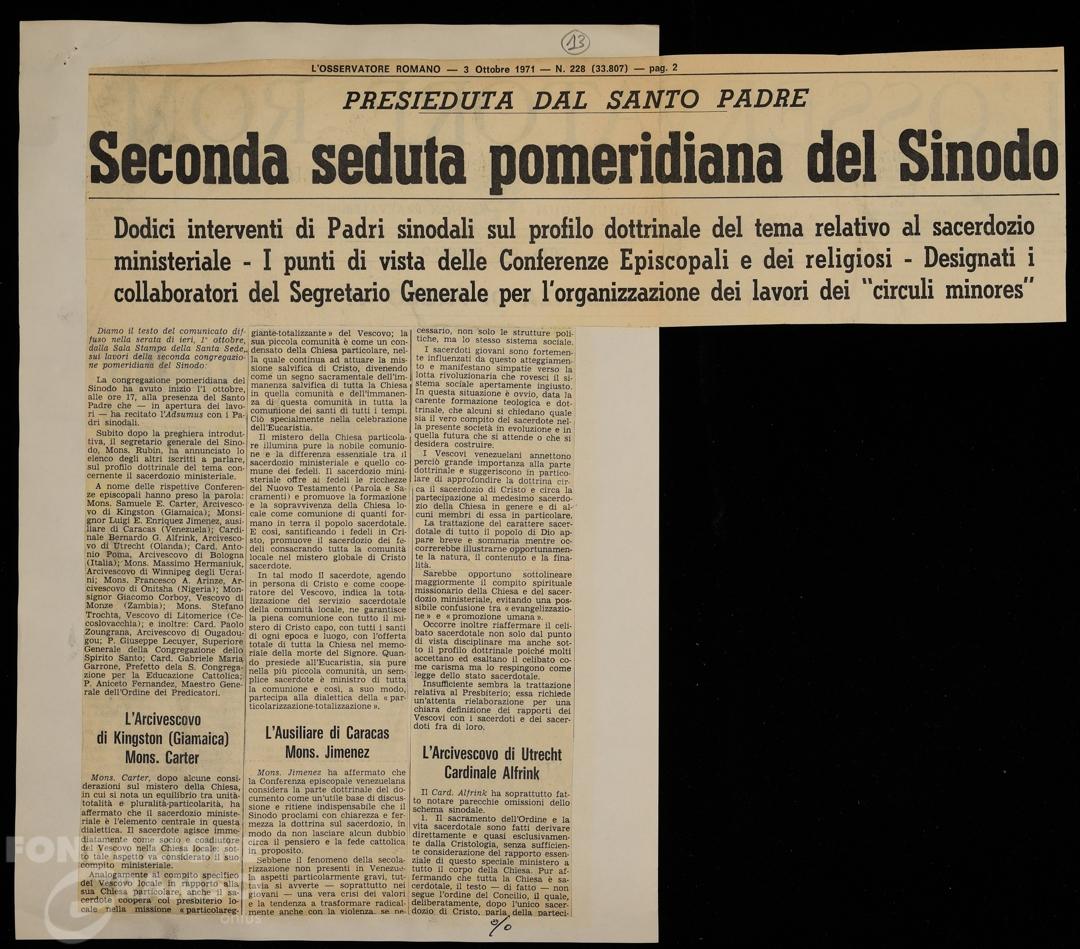 13
L'OSSERVATORE ROMANO — 3 Ottobre 1971 — N. 228 (33.807) — pag. 2
PRESIEDUTA DAL SANTO PADRE
Seconda seduta pomeridiana del Sinodo
Dodici interventi di Padri sinodali sul profilo dottrinale del tema relativo al sacerdozio
ministeriale - I punti di vista delle Conferenze Episcopali e dei religiosi - Designati i
collaboratori del Segretario Generale per l'organizzazione dei lavori dei "circuli minores"
Diamo il testo del comunicato dif-
fuso nella serata di ieri, 1° ottobre,
dalla Sala Stampa della Santa Sede,
sui lavori della seconda congregazio-
ne pomeridiana del Sinodo:
La congregazione pomeridiana del
Sinodo ha avuto inizio l'1 ottobre,
alle ore 17, alla presenza del Santo
Padre che — in apertura dei lavo-
ri — ha recitato l'Adsumus con i Pa-
dri sinodali.
Subito dopo la preghiera introdut-
tiva, il segretario generale del Sino-
do, Mons. Rubin, ha annunciato lo
elenco degli altri iscritti a parlare,
sul profilo dottrinale del tema con-
cernente il sacerdozio ministeriale.
A nome delle rispettive Conferen-
ze episcopali hanno preso la parola:
Mons. Samuele E. Carter, Arcivesco-
vo di Kingston (Giamaica); Monsi-
gnor Luigi E. Enriquez Jimenez, ausi-
liare di Caracas (Venezuela); Cardi-
nale Bernardo G. Alfrink, Arcivesco-
vo di Utrecht (Olanda); Card. Anto-
nio Poma, Arcivescovo di Bologna
(Italia); Mons. Massimo Hermaniuk,
Arcivescovo di Winnipeg degli Ucrai-
ni; Mons. Francesco A. Arinze, Ar-
civescovo di Onitsha (Nigeria); Mon-
signor Giacomo Corboy, Vescovo di
Monze (Zambia); Mons. Stefano
Trochta, Vescovo di Litomerice (Ce-
coslovacchia); e inoltre: Card. Paolo
Zoungrana, Arcivescovo di Ougadou-
gou; P. Giuseppe Lecuyer, Superiore
Generale della Congregazione dello
Spirito Santo; Card. Gabriele Maria
Garrone, Prefetto dela S. Congrega-
zione per la Educazione Cattolica;
P. Aniceto Fernandez, Maestro Gene-
rale dell'Ordine dei Predicatori.
L'Arcivescovo
di Kingston (Giamaica)
Mons. Carter
Mons. Carter, dopo alcune consi-
derazioni sul mistero della Chiesa,
in cui si nota un equilibrio tra unità-
totalità e pluralità-particolarità, ha
affermato che il sacerdozio ministe-
riale è l'elemento centrale in questa
dialettica. Il sacerdote agisce imme-
diatamente come socio e coadiutore
del Vescovo nella Chiesa locale: sot-
to tale aspetto va considerato il suo
compito ministeriale.
Analogamente al compito specifico
del Vescovo locale in rapporto alla
sua Chiesa particolare, anche il sa-
cerdote coopera col presbiterio lo-
cale nella missione «particolareg-
giante-totalizzante» del Vescovo; la
sua piccola comunità è come un con-
densato della Chiesa particolare, nel-
la quale continua ad attuare la mis-
sione salvifica di Cristo, divenendo
come un segno sacramentale dell'im-
manenza salvifica di tutta la Chiesa
in quella comunità e dell'immanen-
za di questa comunità in tutta la
comunione dei santi di tutti i tempi.
Ciò specialmente nella celebrazione
dell'Eucaristia.
Il mistero della Chiesa particola-
re illumina pure la nobile comunio-
ne e la differenza essenziale tra il
sacerdozio ministeriale e quello co-
mune dei fedeli. Il sacerdozio mini-
steriale offre ai fedeli le ricchezze
del Nuovo Testamento (Parola e Sa-
cramenti) e promuove la formazione
e la sopravvivenza della Chiesa lo-
cale come comunione di quanti for-
mano in terra il popolo sacerdotale.
E così, santificando i fedeli in Cri-
sto, promuove il sacerdozio dei fe-
deli consacrando tutta la comunità
locale nel mistero globale di Cristo
sacerdote.
In tal modo il sacerdote, agendo
in persona di Cristo e come coope-
ratore del Vescovo, indica la tota-
lizzazione del servizio sacerdotale
della comunità locale, ne garantisce
la piena comunione con tutto il mi-
stero di Cristo capo, con tutti i santi
di ogni epoca e luogo, con l'offerta
totale di tutta la Chiesa nel memo-
riale della morte del Signore. Quan-
do presiede all'Eucaristia, sia pure
nella più piccola comunità, un sem-
plice sacerdote è ministro di tutta
la comunione e così, a suo modo,
partecipa alla dialettica della «par-
ticolarizzazione-totalizzazione».
L'Ausiliare di Caracas
Mons. Jimenez
Mons. Jimenez ha affermato che
la Conferenza episcopale venezuelana
considera la parte dottrinale del do-
cumento come un'utile base di discus-
sione e ritiene indispensabile che il
Sinodo proclami con chiarezza e fer-
mezza la dottrina sul sacerdozio, in
modo da non lasciare alcun dubbio
circa il pensiero e la fede cattolica
in proposito.
Sebbene il fenomeno della secola-
rizzazione non presenti in Venezue-
la aspetti particolarmente gravi, tut-
tavia si avverte — soprattutto nei
giovani — una vera crisi dei valori
e la tendenza a trasformare radical-
mente anche con la violenza, se ne-
cessario, non solo le strutture poli-
tiche, ma lo stesso sistema sociale.
I sacerdoti giovani sono fortemen-
te influenzati da questo atteggiamen-
to e manifestano simpatie verso la
lotta rivoluzionaria che rovesci il si-
stema sociale apertamente ingiusto.
In questa situazione è ovvio, data la
carente formazione teologica e dot-
trinale, che alcuni si chiedano quale
sia il vero compito del sacerdote nel-
la presente società in evoluzione e in
quella futura che si attende o che si
desidera costruire.
I Vescovi venezuelani annettono
perciò grande importanza alla parte
dottrinale e suggeriscono in partico-
lare di approfondire la dottrina cir-
ca il sacerdozio di Cristo e circa la
partecipazione al medesimo sacerdo-
zio della Chiesa in genere e di al-
cuni membri di essa in particolare.
La trattazione del carattere sacer-
dotale di tutto il popolo di Dio ap-
pare breve e sommaria mentre oc-
correrebbe illustrarne opportunamen-
te la natura, il contenuto e la fina-
lità.
Sarebbe opportuno sottolineare
maggiormente il compito spirituale
missionario della Chiesa e del sacer-
dozio ministeriale, evitando una pos-
sibile confusione tra «evangelizzazio-
ne» e «promozione umana».
Occorre inoltre riaffermare il celi-
bato sacerdotale non solo dal punto
di vista disciplinare ma anche sot-
to il profilo dottrinale poiché molti
accettano ed esaltano il celibato co-
me carisma ma lo respingono come
legge dello stato sacerdotale.
Insufficiente sembra la trattazione
relativa al Presbiterio; essa richiede
un'attenta rielaborazione per una
chiara definizione dei rapporti dei
Vescovi con i sacerdoti e dei sacer-
doti fra di loro.
L'Arcivescovo di Utrecht
Cardinale Alfrink
Il Card. Alfrink ha soprattutto fat-
to notare parecchie omissioni dello
schema sinodale.
1. Il sacramento dell'Ordine e la
vita sacerdotale sono fatti derivare
direttamente e quasi esclusivamen-
te dalla Cristologia, senza sufficien-
te considerazione del rapporto essen-
ziale di questo speciale ministero a
tutto il corpo della Chiesa. Pur af-
fermando che tutta la Chiesa è sa-
cerdotale, il testo — di fatto — non
segue l'ordine del Concilio, il quale,
deliberatamente, dopo l'unico sacer-
dozio di Cristo, parla della parteci-
%